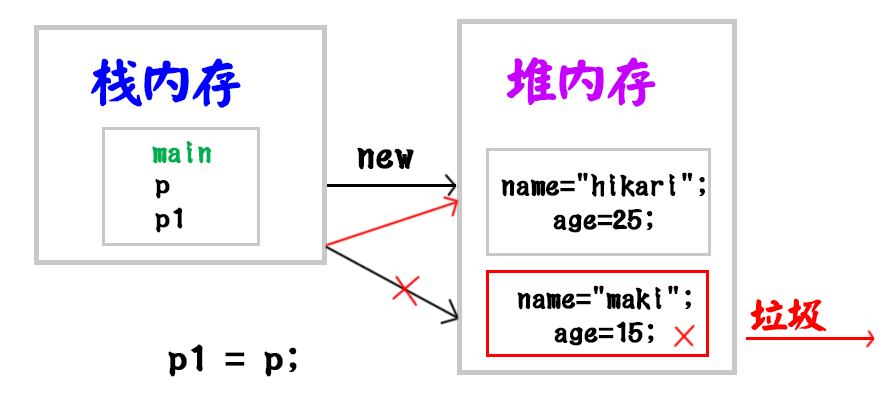 栈内存
main
p
p1
new
堆内存
name="hikari";
age=25;
name="maki";
age=15;
垃圾
p1 = p;